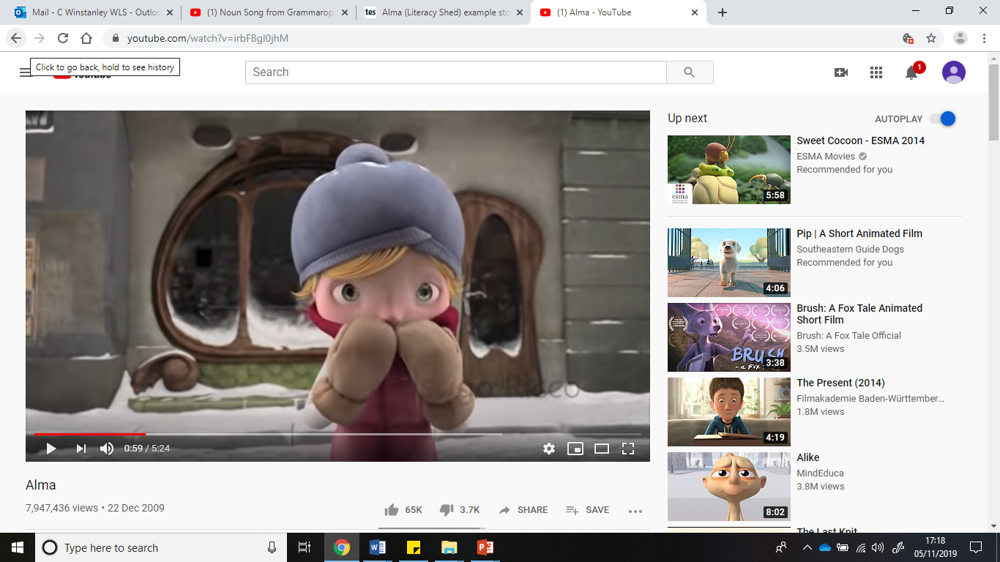 Mail - C Winstanley WLS - Outlo
(1) Noun Song from Grammarop
tes Alma (Literacy Shed) example sto
(1) Alma - YouTube
youtube.com/watch?v=irbFBgI0jhM
Click to go back, hold to see history
Search
1
Up next
AUTOPLAY
Sweet Cocoon - ESMA 2014
ESMA Movies
Recommended for you
esma
5:58
Pip | A Short Animated Film
Southeastern Guide Dogs
Recommended for you
4:06
Brush: A Fox Tale Animated
Short Film
Brush: A Fox Tale Official
3.5M views
BRUSH
3:38
The Present (2014)
Filmakademie Baden-Württember...
1.8M views
4:19
Alike
MindEduca
3.8M views
8:02
The Last Knit
0:59 / 5:24
Alma
7,947,436 views • 22 Dec 2009
65K
3.7K
SHARE
SAVE
Type here to search
17:18
05/11/2019